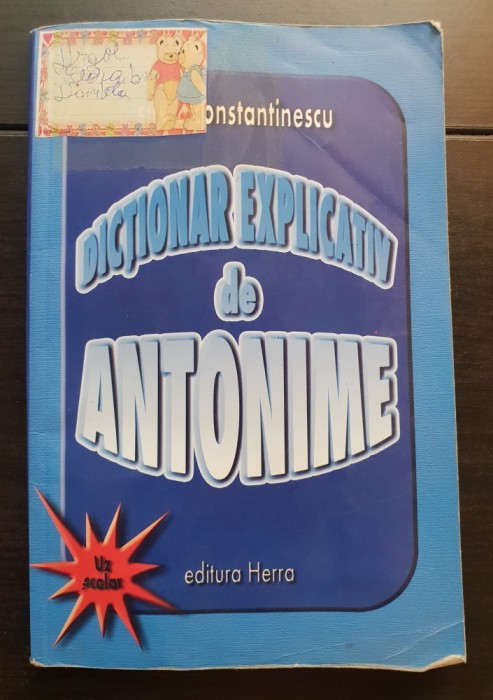 onstantinescu
DICȚIONAR EXPLICATIV
de
ANTONIME
Uz
școlar
editura Herra